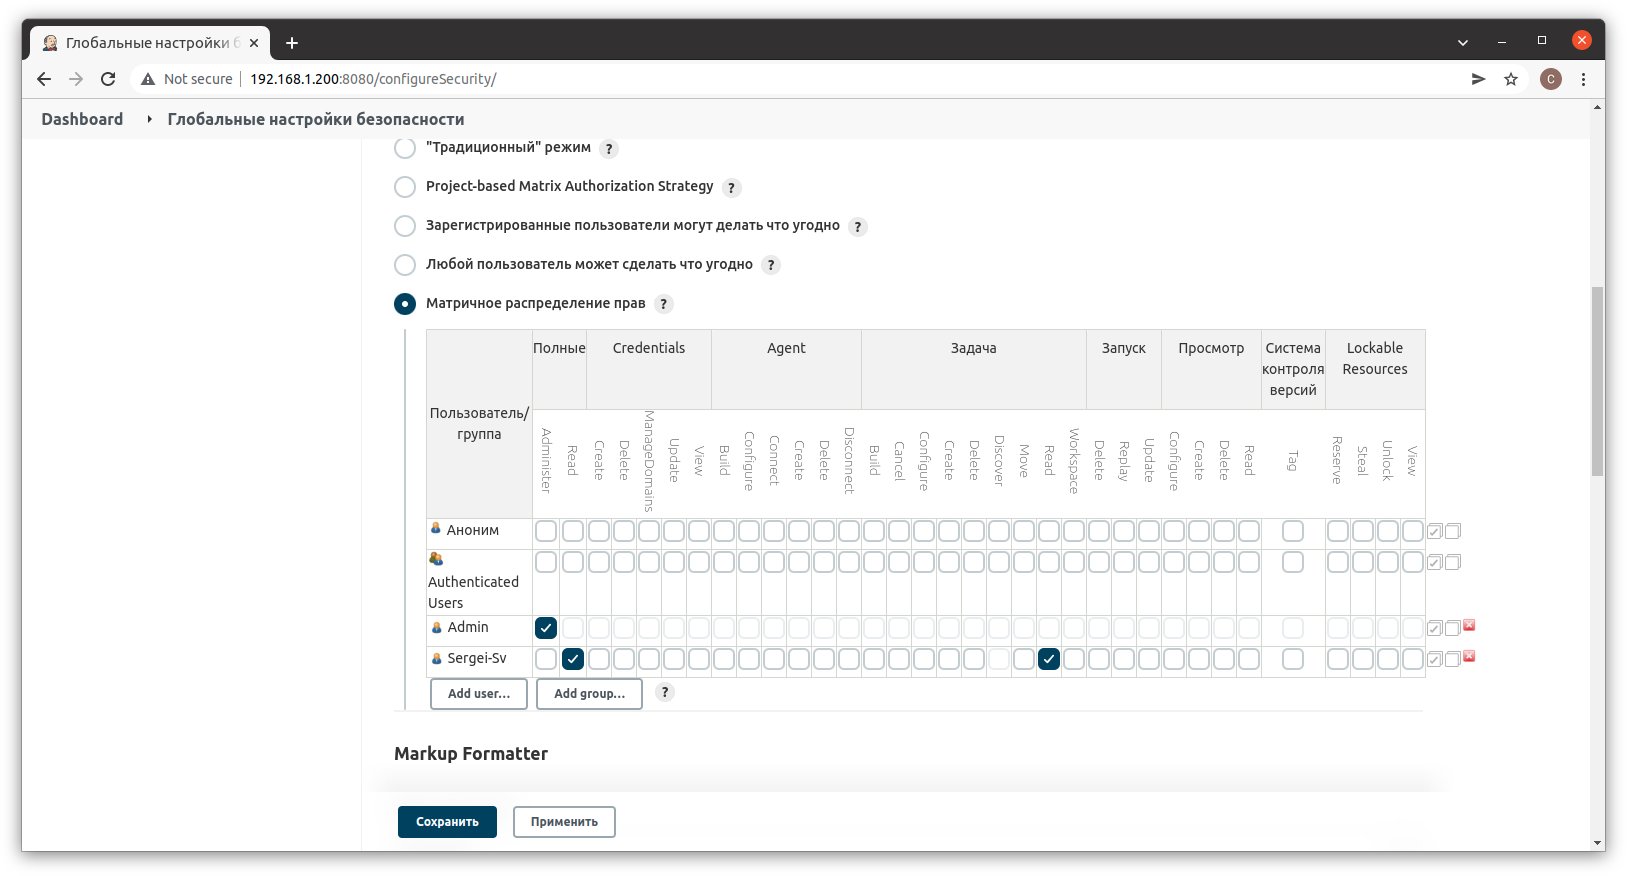 Глобальные настройки б
Not secure
192.168.1.200:8080/configureSecurity/
C
Dashboard
Глобальные настройки безопасности
"Традиционный" режим ?
Project-based Matrix Authorization Strategy ?
Зарегистрированные пользователи могут делать что угодно ?
Любой пользователь может сделать что угодно ?
Матричное распределение прав ?
Пользователь/
группа
Полные
Credentials
Agent
Задача
Запуск
Просмотр
Система
контроля
версий
Lockable
Resources
Administer
Read
Create
Delete
ManageDomains
Update
View
Build
Configure
Connect
Create
Delete
Disconnect
Build
Cancel
Configure
Create
Delete
Discover
Move
Read
Workspace
Delete
Replay
Update
Configure
Create
Delete
Read
Tag
Reserve
Steal
Unlock
View
Аноним
Authenticated
Users
Admin
Sergei-Sv
Add user...
Add group...
?
Markup Formatter
Сохранить
Применить